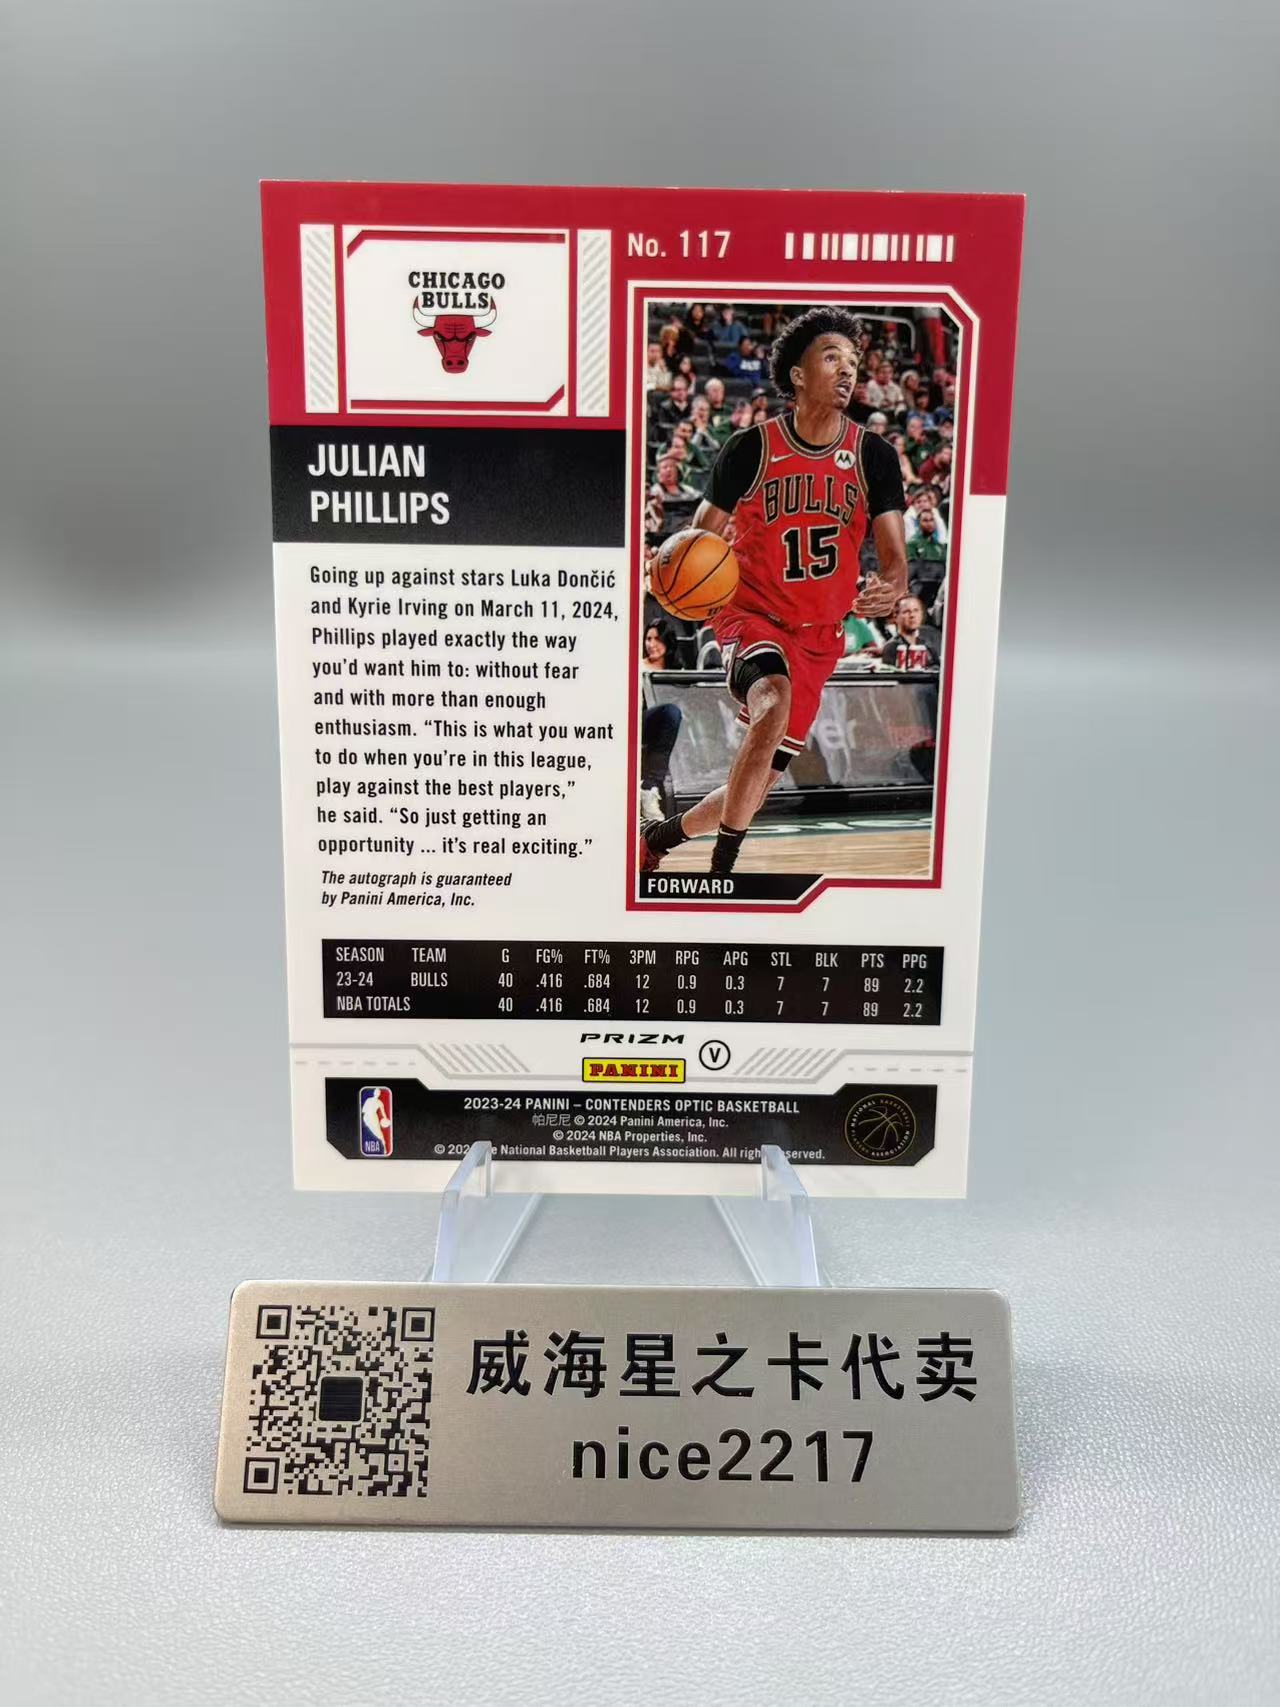 No. 117
CHICAGO
BULLS
JULIAN
PHILLIPS
Going up against stars Luka Dončić
and Kyrie Irving on March 11, 2024,
Phillips played exactly the way
you'd want him to: without fear
and with more than enough
enthusiasm. “This is what you want
to do when you're in this league,
play against the best players,”
he said. “So just getting an
opportunity ... it's real exciting.”
The autograph is guaranteed
by Panini America, Inc.
BULLS
15
FORWARD
SEASON TEAM G FG% FT% 3PM RPG APG STL BLK PTS PPG
23-24 BULLS 40 .416 .684 12 0.9 0.3 7 7 89 2.2
NBA TOTALS 40 .416 .684 12 0.9 0.3 7 7 89 2.2
PRIZM
PANINI
V
NBA
2023-24 PANINI – CONTENDERS OPTIC BASKETBALL
帕尼尼 © 2024 Panini America, Inc.
© 2024 NBA Properties, Inc.
National Basketball Players Association. All
NATIONAL BASKETBALL PLAYERS ASSOCIATION
威海星之卡代卖
nice2217